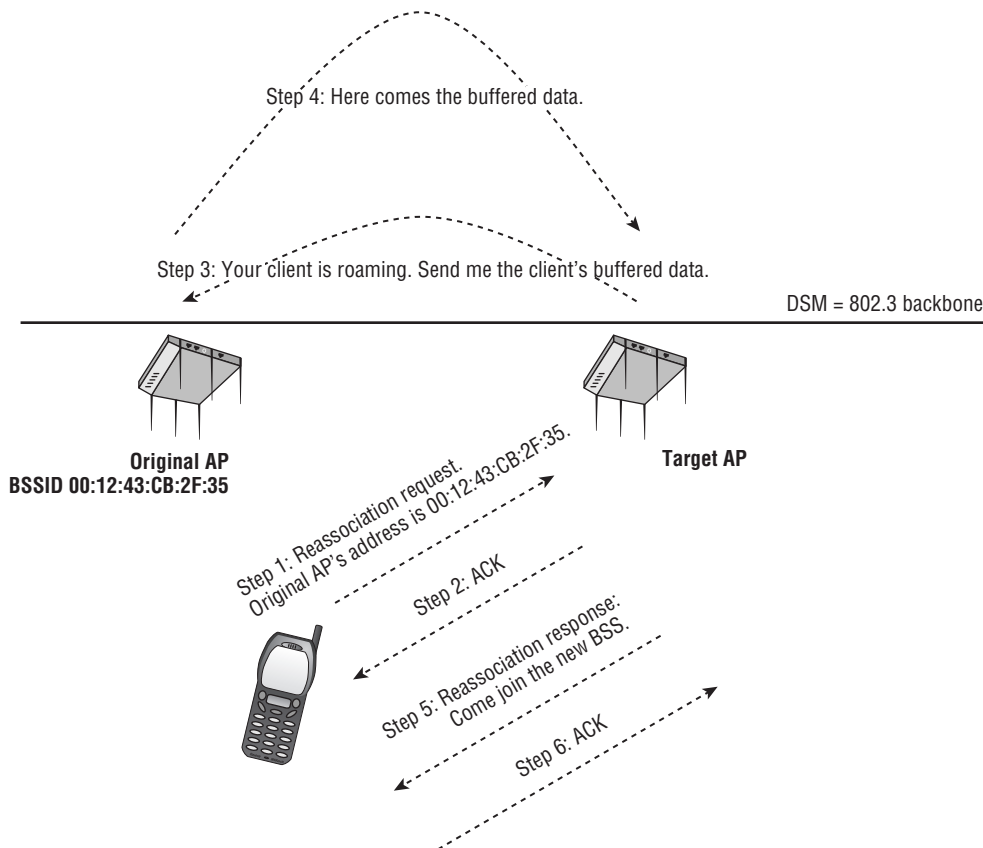 Step 4: Here comes the buffered data.
Step 3: Your client is roaming. Send me the client’s buffered data.
DSM = 802.3 backbone
Original AP
BSSID 00:12:43:CB:2F:35
Target AP
Step 1: Reassociation request.
Original AP’s address is 00:12:43:CB:2F:35.
Step 2: ACK
Step 5: Reassociation response:
Come join the new BSS.
Step 6: ACK